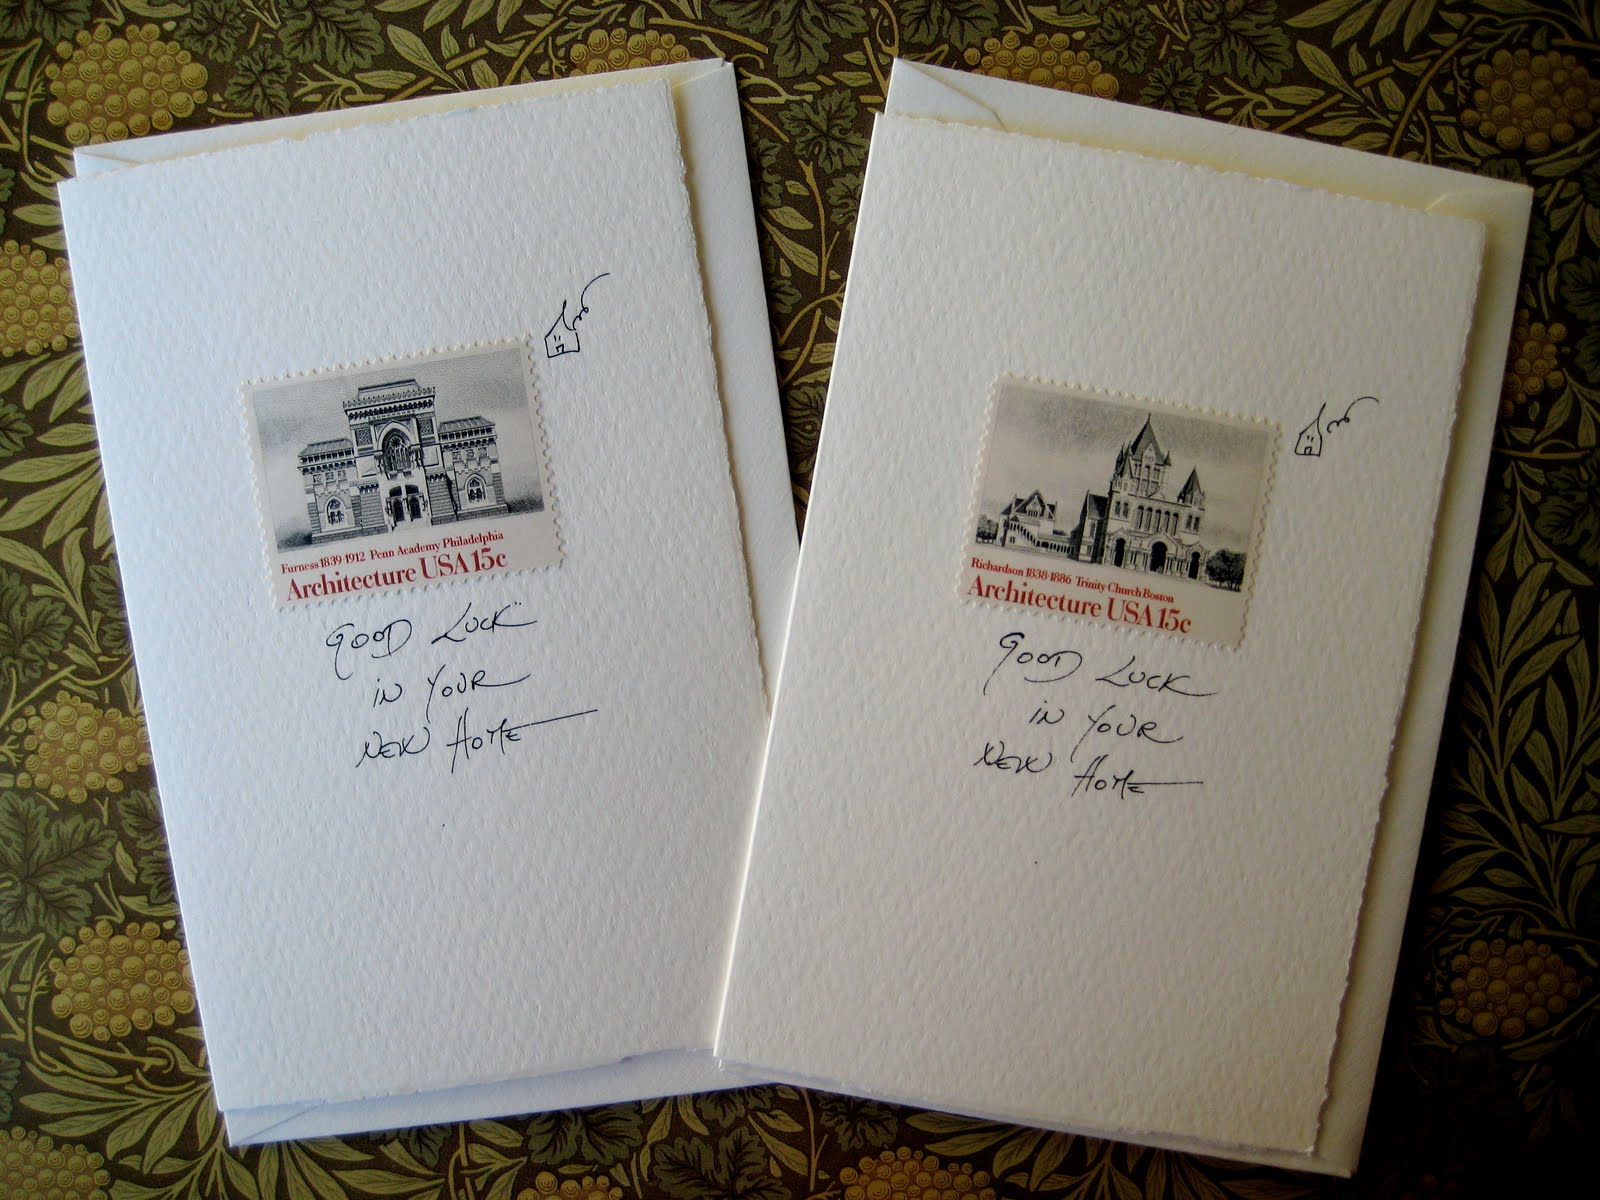 Furness 1839-1912 Penn Academy Philadelphia
Architecture USA 15c
GOOD LUCK
IN YOUR
NEW HOME
Richardson 1838-1886 Trinity Church Boston
Architecture USA 15c
GOOD LUCK
IN YOUR
NEW HOME